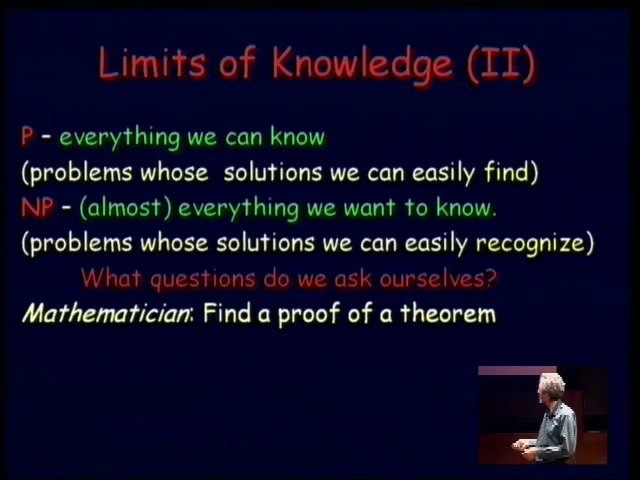 Limits of Knowledge (II)
P - everything we can know
(problems whose solutions we can easily find)
NP - (almost) everything we want to know.
(problems whose solutions we can easily recognize)
What questions do we ask ourselves?
Mathematician: Find a proof of a theorem